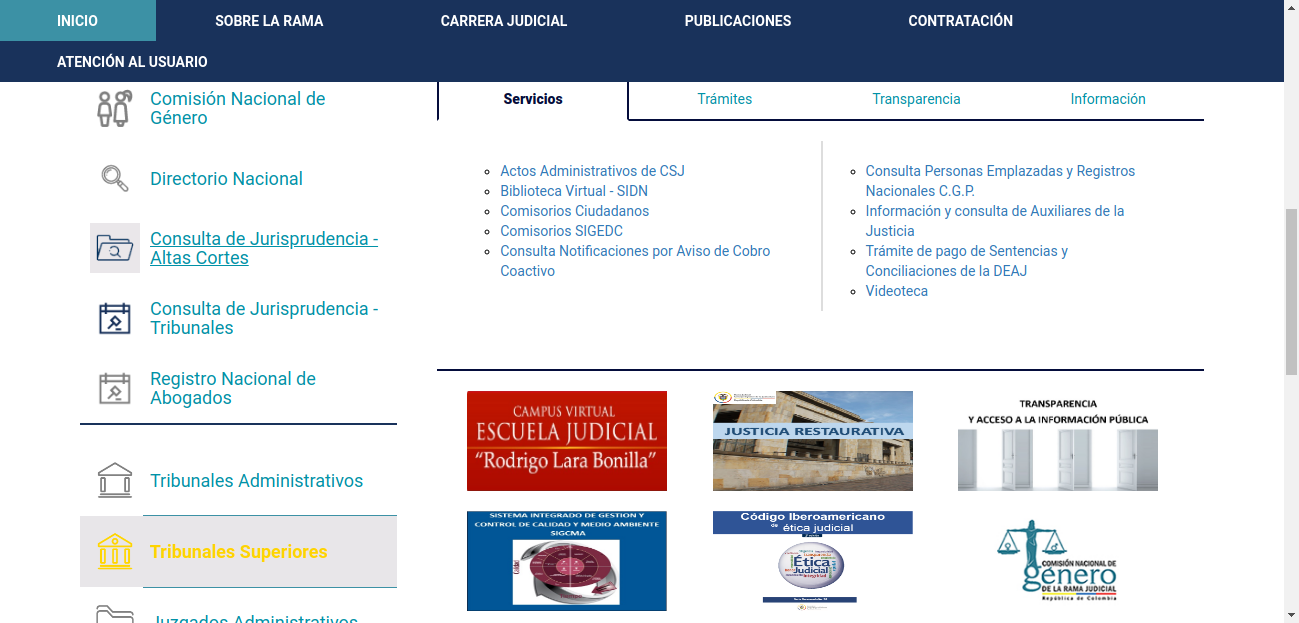 INICIO
SOBRE LA RAMA
CARRERA JUDICIAL
PUBLICACIONES
CONTRATACIÓN
ATENCIÓN AL USUARIO
Comisión Nacional de
Género
Directorio Nacional
Consulta de Jurisprudencia -
Altas Cortes
Consulta de Jurisprudencia -
Tribunales
Registro Nacional de
Abogados
Tribunales Administrativos
Tribunales Superiores
Juzgados Administrativos
Servicios
Trámites
Transparencia
Información
Actos Administrativos de CSJ
Biblioteca Virtual - SIDN
Comisorios Ciudadanos
Comisorios SIGEDC
Consulta Notificaciones por Aviso de Cobro
Coactivo
Consulta Personas Emplazadas y Registros
Nacionales C.G.P.
Información y consulta de Auxiliares de la
Justicia
Trámite de pago de Sentencias y
Conciliaciones de la DEAJ
Videoteca
CAMPUS VIRTUAL
ESCUELA JUDICIAL
“Rodrigo Lara Bonilla”
JUSTICIA RESTAURATIVA
TRANSPARENCIA
Y ACCESO A LA INFORMACIÓN PÚBLICA
SISTEMA INTEGRADO DE GESTION Y
CONTROL DE CALIDAD Y MEDIO AMBIENTE
SIGCMA
Código Iberoamericano
de ética judicial
Ética
Judicial
COMISIÓN NACIONAL DE
género
DE LA RAMA JUDICIAL
República de Colombia